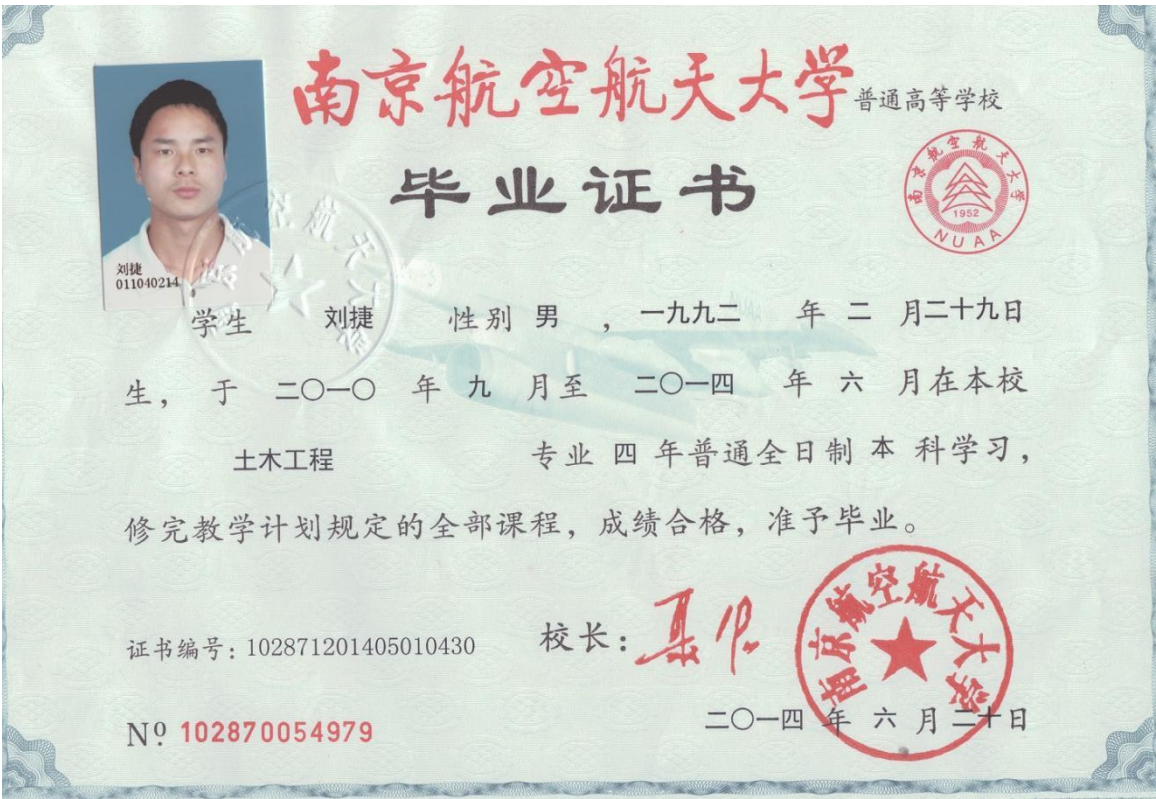 南京航空航天大学 普通高等学校
毕业证书
南京航空航天大学
1952
NUAA
刘捷
011040214
学生 刘捷 性别 男 ，一九九二 年 二 月二十九日
生， 于 二〇一〇 年 九 月至 二〇一四 年 六 月在本校
土木工程 专业 四 年普通全日制 本 科学习，
修完教学计划规定的全部课程，成绩合格，准予毕业。
证书编号：102871201405010430 校长：
南京航空航天大学
二〇一四 年 六 月 二十日
Nº 102870054979